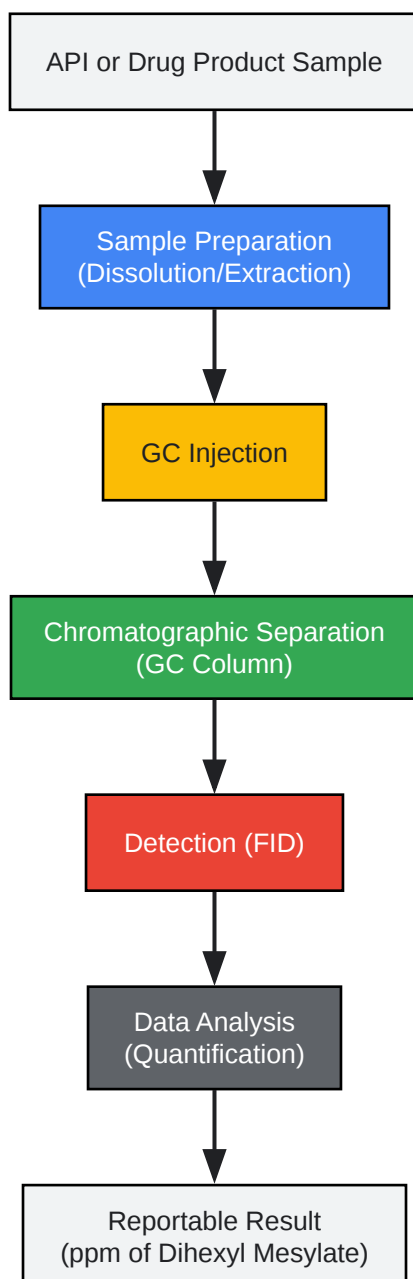 API or Drug Product Sample
Sample Preparation
(Dissolution/Extraction)
GC Injection
Chromatographic Separation
(GC Column)
Detection (FID)
Data Analysis
(Quantification)
Reportable Result
(ppm of Dihexyl Mesylate)